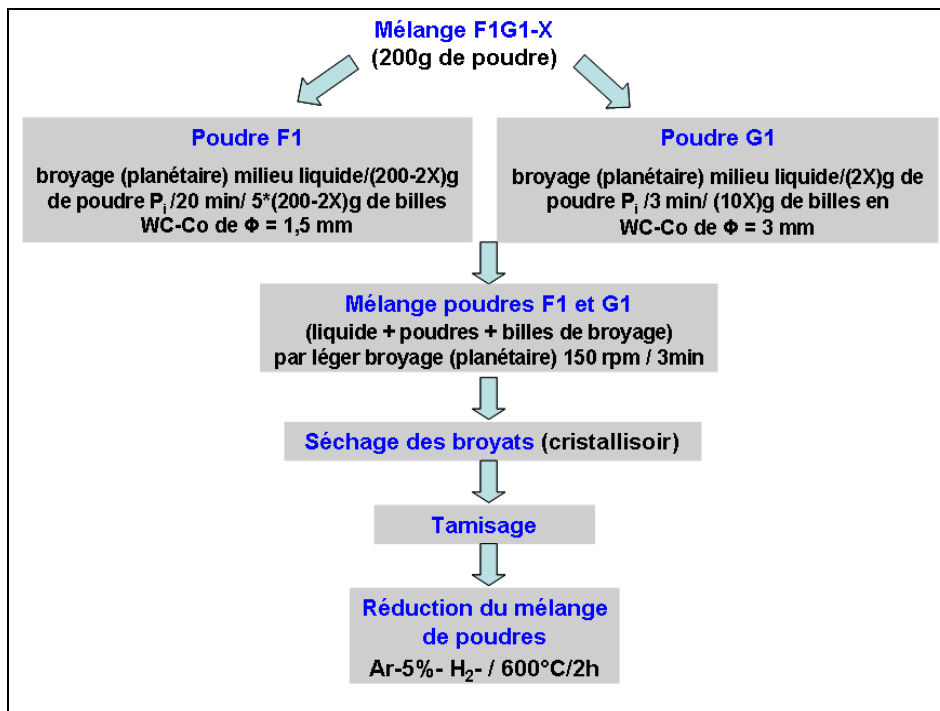 Mélange F1G1-X
(200g de poudre)
Poudre F1
broyage (planétaire) milieu liquide/(200-2X)g
de poudre Pi /20 min/ 5*(200-2X)g de billes
WC-Co de Φ = 1,5 mm
Poudre G1
broyage (planétaire) milieu liquide/(2X)g de
poudre Pi /3 min/ (10X)g de billes en
WC-Co de Φ = 3 mm
Mélange poudres F1 et G1
(liquide + poudres + billes de broyage)
par léger broyage (planétaire) 150 rpm / 3min
Séchage des broyats (cristallisoir)
Tamisage
Réduction du mélange
de poudres
Ar-5%- H2- / 600°C/2h